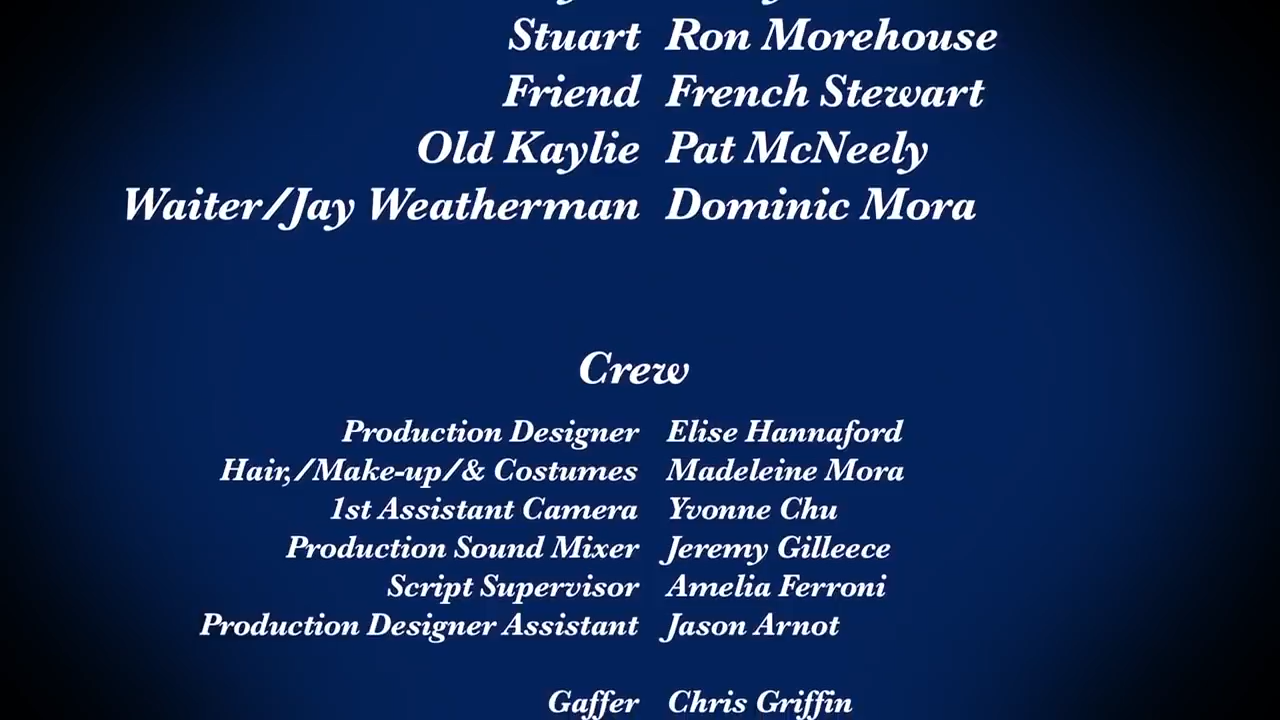 Stuart Ron Morehouse
Friend French Stewart
Old Kaylie Pat McNeely
Waiter/Jay Weatherman Dominic Mora
Crew
Production Designer Elise Hannaford
Hair,/Make-up/& Costumes Madeleine Mora
1st Assistant Camera Yvonne Chu
Production Sound Mixer Jeremy Gilleece
Script Supervisor Amelia Ferroni
Production Designer Assistant Jason Arnot
Gaffer Chris Griffin